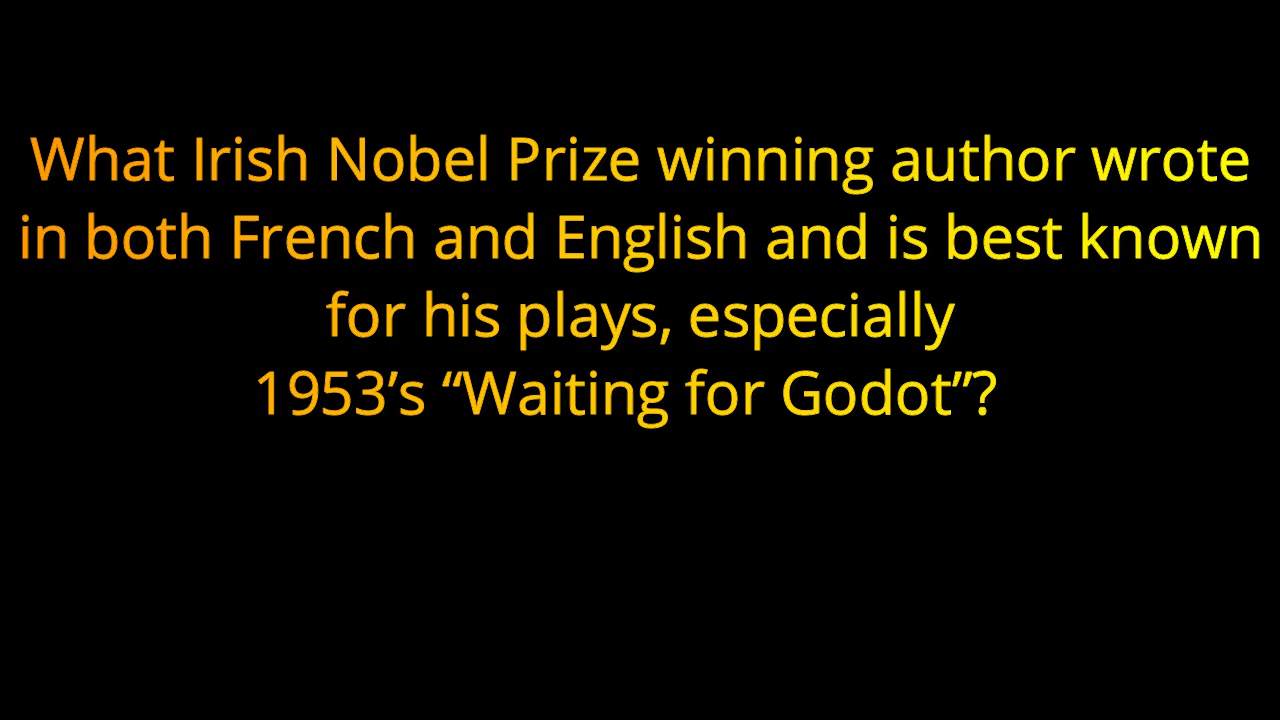 What Irish Nobel Prize winning author wrote
in both French and English and is best known
for his plays, especially
1953’s “Waiting for Godot”?